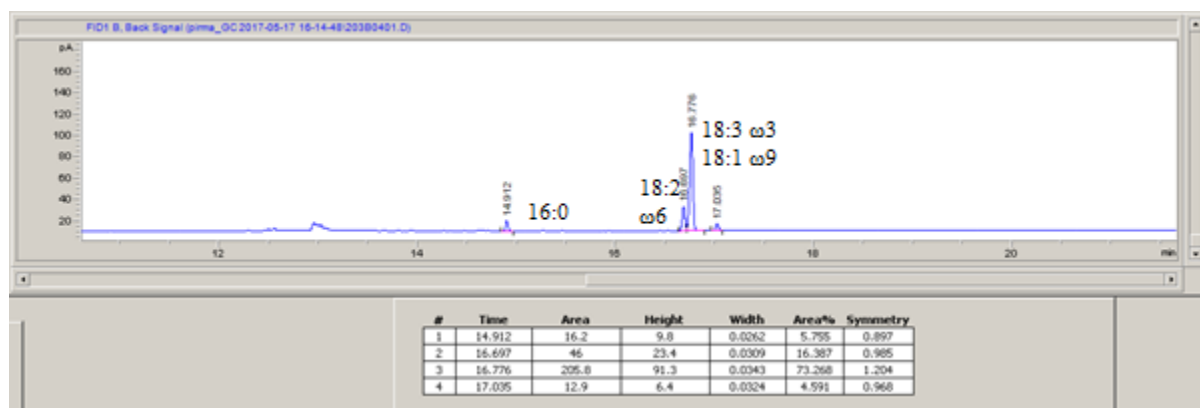 FID1 B, Back Signal (pirma_GC 2017-05-17 16-14-48\203B0401.D)
pA
160
140
120
100
80
60
40
20
14.912
16:0
18:2
ω6
16.697
16.776
18:3 ω3
18:1 ω9
17.035
12 14 16 18 20 min
# Time Area Height Width Area% Symmetry
1 14.912 16.2 9.8 0.0262 5.755 0.897
2 16.697 46 23.4 0.0309 16.387 0.985
3 16.776 205.8 91.3 0.0343 73.268 1.204
4 17.035 12.9 6.4 0.0324 4.591 0.968